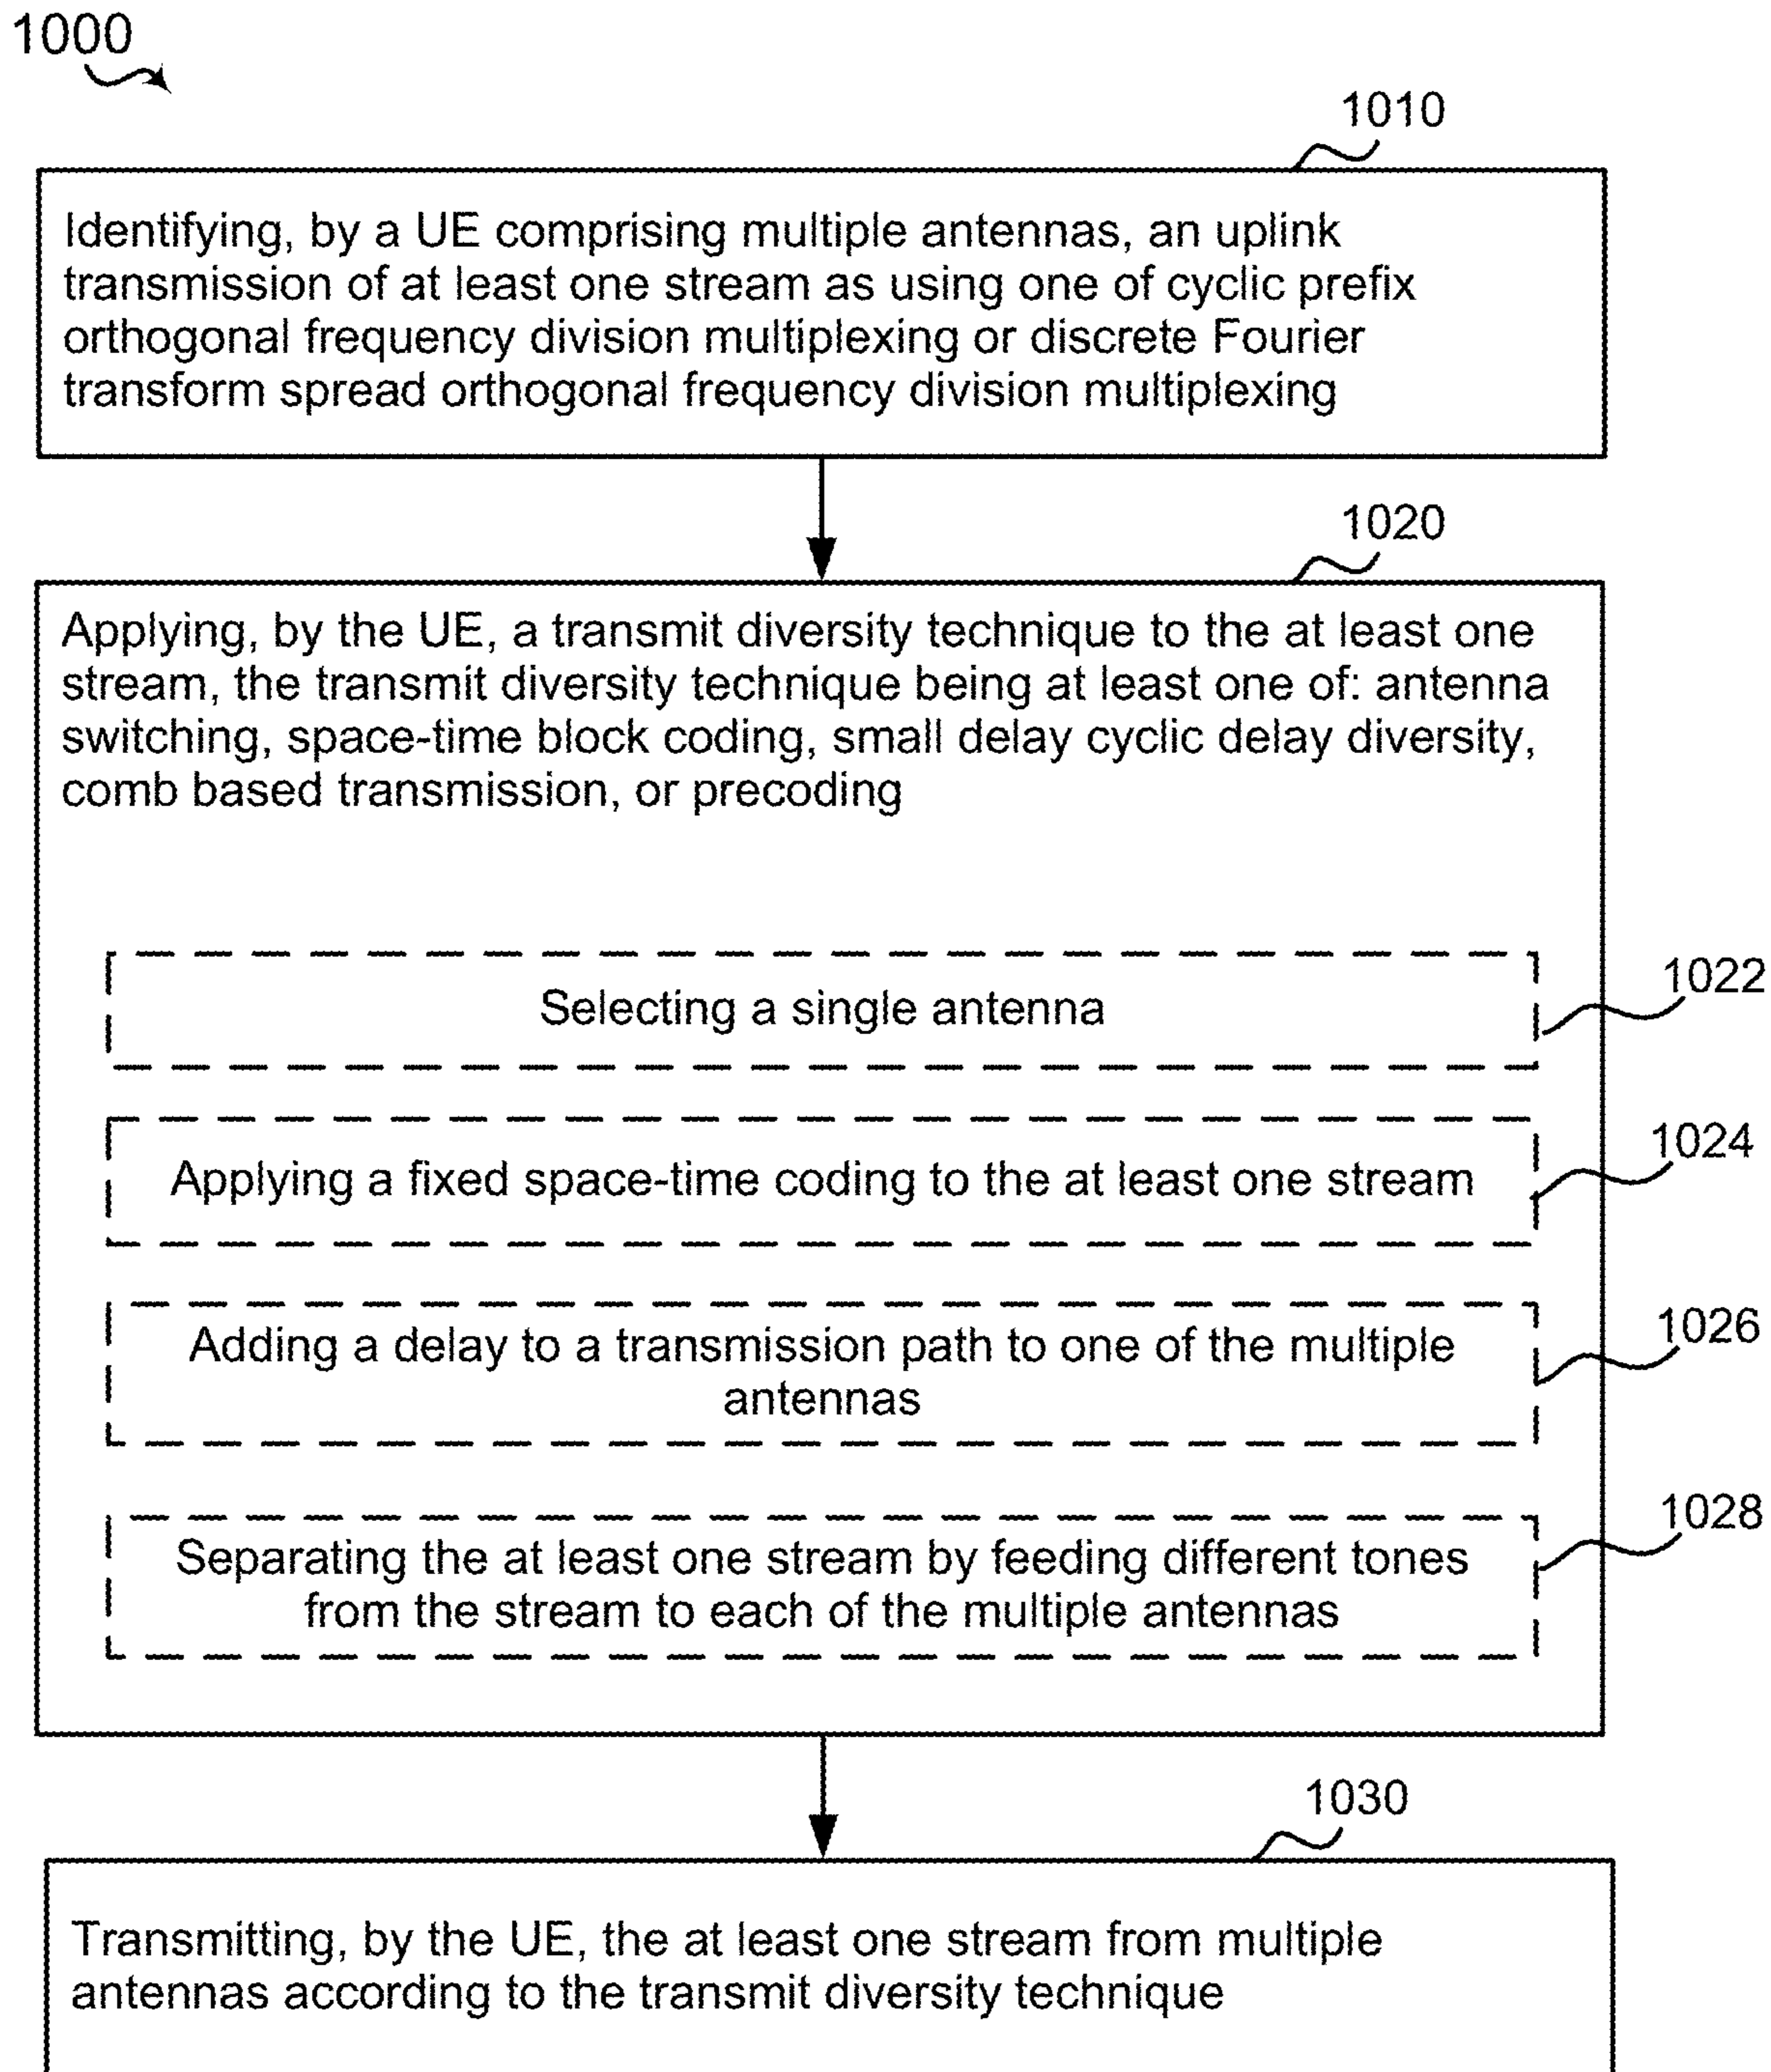 1000
1010
Identifying, by a UE comprising multiple antennas, an uplink
transmission of at least one stream as using one of cyclic prefix
orthogonal frequency division multiplexing or discrete Fourier
transform spread orthogonal frequency division multiplexing
1020
Applying, by the UE, a transmit diversity technique to the at least one
stream, the transmit diversity technique being at least one of: antenna
switching, space-time block coding, small delay cyclic delay diversity,
comb based transmission, or precoding
1022
Selecting a single antenna
1024
Applying a fixed space-time coding to the at least one stream
1026
Adding a delay to a transmission path to one of the multiple
antennas
1028
Separating the at least one stream by feeding different tones
from the stream to each of the multiple antennas
1030
Transmitting, by the UE, the at least one stream from multiple
antennas according to the transmit diversity technique